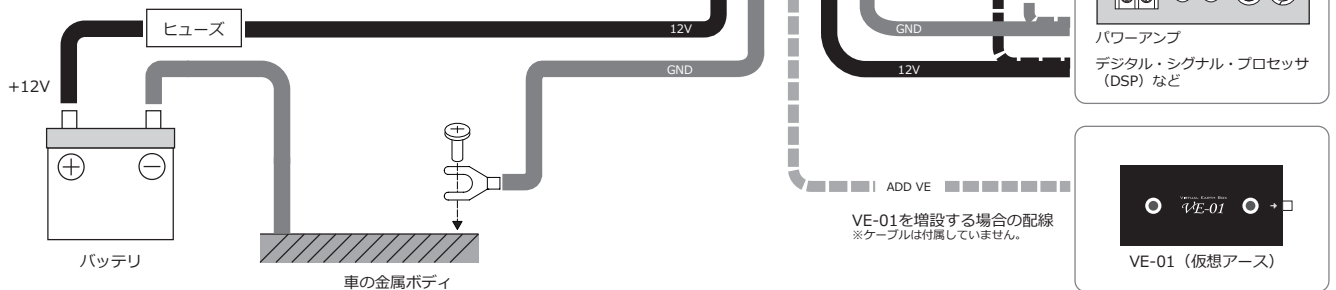 ヒューズ
12V
GND
+12V
バッテリ
車の金属ボディ
GND
12V
パワーアンプ
デジタル・シグナル・プロセッサ
（DSP）など
ADD VE
VE-01を増設する場合の配線
※ケーブルは付属していません。
VIRTUAL EARTH BOX
VE-01
VE-01（仮想アース）